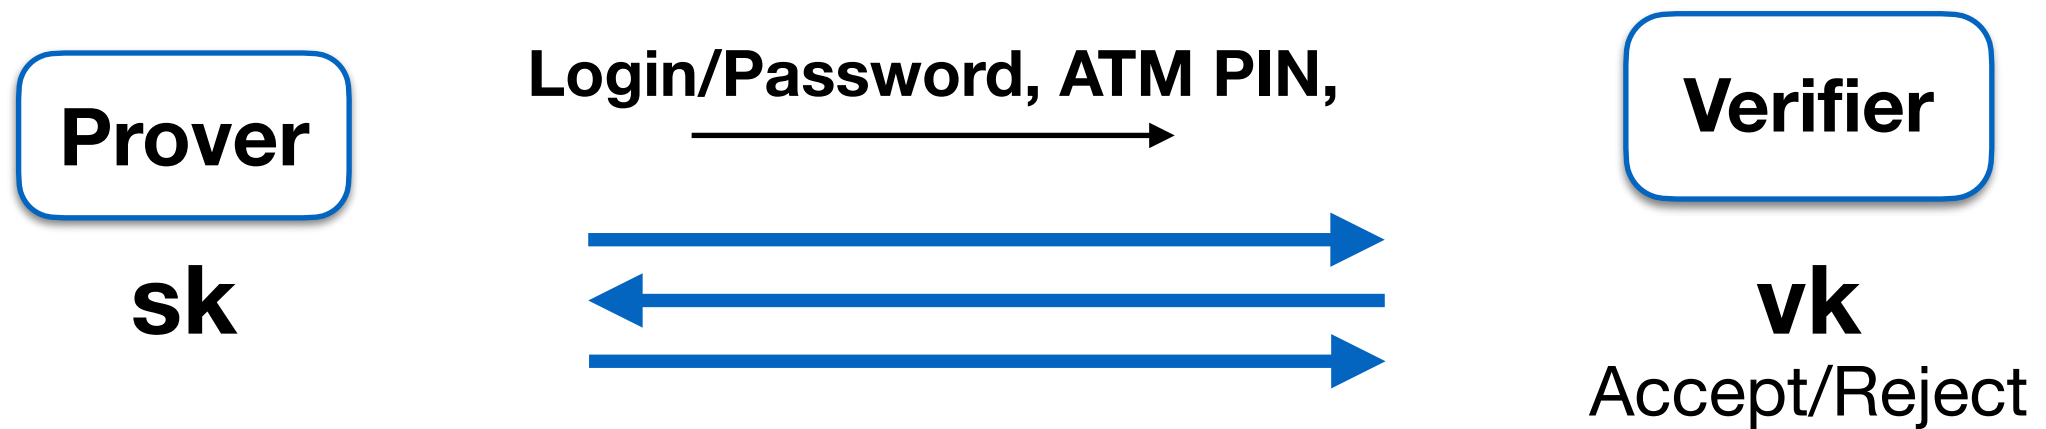 Login/Password, ATM PIN,
Prover
Verifier
sk
vk
Accept/Reject